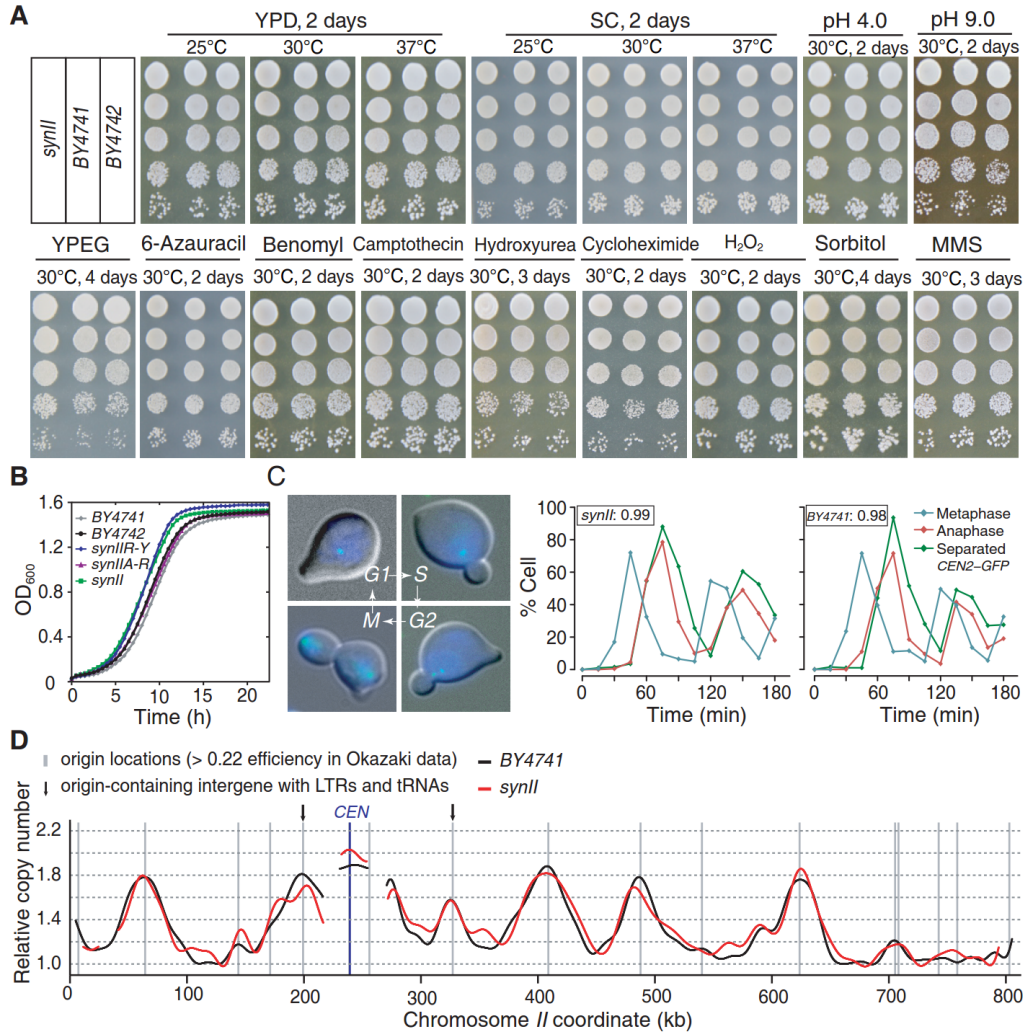 A
YPD, 2 days
SC, 2 days
pH 4.0
pH 9.0
25°C
30°C
37°C
25°C
30°C
37°C
30°C, 2 days
30°C, 2 days
synII
BY4741
BY4742
YPEG
6-Azauracil
Benomyl
Camptothecin
Hydroxyurea
Cycloheximide
H₂O₂
Sorbitol
MMS
30°C, 4 days
30°C, 2 days
30°C, 2 days
30°C, 2 days
30°C, 3 days
30°C, 2 days
30°C, 2 days
30°C, 4 days
30°C, 3 days
B
OD₆₀₀
1.6
1.2
0.8
0.4
0
BY4741
BY4742
synIIR-Y
synIIA-R
synII
0
5
10
15
20
Time (h)
C
G1
S
M
G2
% Cell
100
80
60
40
20
0
synII: 0.99
0
60
120
180
Time (min)
BY4741: 0.98
Metaphase
Anaphase
Separated
CEN2–GFP
0
60
120
180
Time (min)
D
origin locations (> 0.22 efficiency in Okazaki data)
BY4741
origin-containing intergene with LTRs and tRNAs
synII
CEN
Relative copy number
2.2
1.8
1.4
1.0
0
100
200
300
400
500
600
700
800
Chromosome II coordinate (kb)